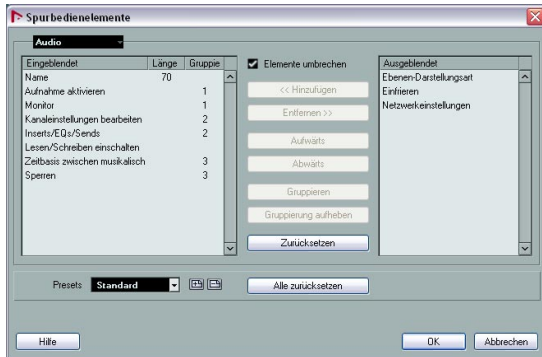 Spurbedienelemente
Audio
Eingeblendet Länge Gruppie
Name 70
Aufnahme aktivieren 1
Monitor 1
Kanaleinstellungen bearbeiten 2
Inserts/EQs/Sends 2
Lesen/Schreiben einschalten
Zeitbasis zwischen musikalisch 3
Sperren 3
Elemente umbrechen
<< Hinzufügen
Entfernen >>
Aufwärts
Abwärts
Gruppieren
Gruppierung aufheben
Zurücksetzen
Ausgeblendet
Ebenen-Darstellungsart
Einfrieren
Netzwerkeinstellungen
Presets Standard
Alle zurücksetzen
Hilfe
OK
Abbrechen